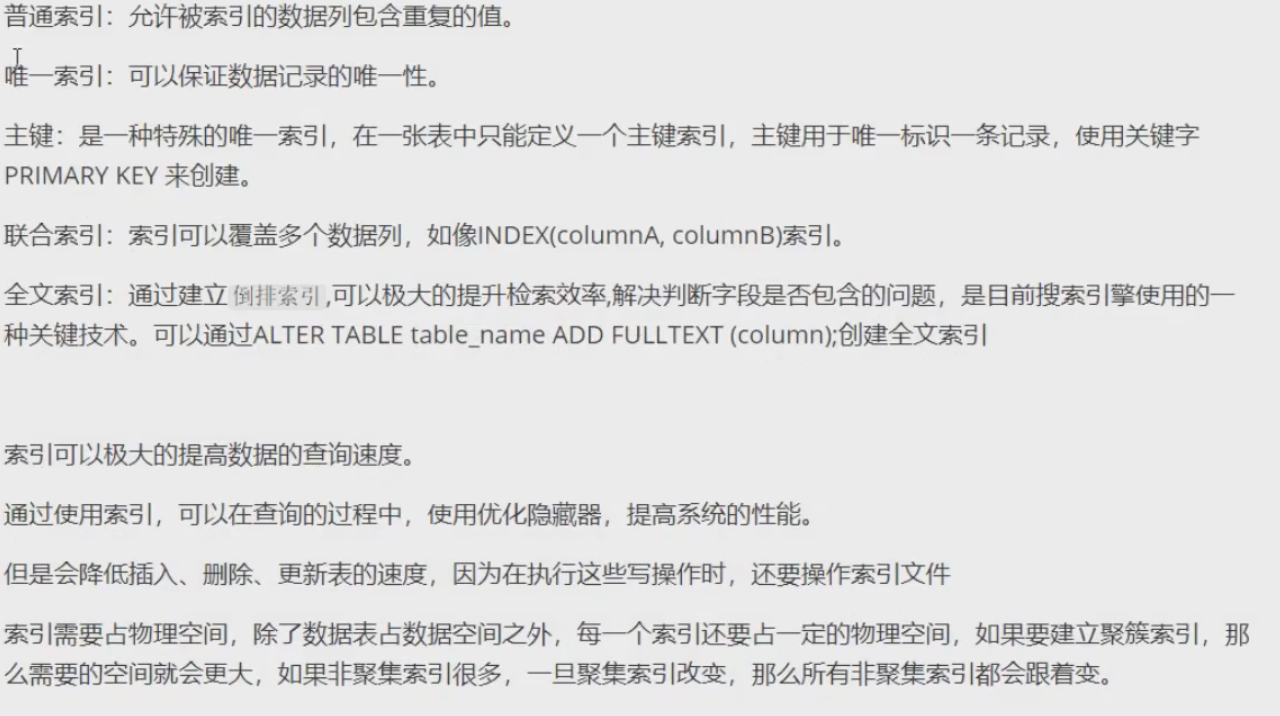 普通索引：允许被索引的数据列包含重复的值。
唯一索引：可以保证数据记录的唯一性。
主键：是一种特殊的唯一索引，在一张表中只能定义一个主键索引，主键用于唯一标识一条记录，使用关键字
PRIMARY KEY 来创建。
联合索引：索引可以覆盖多个数据列，如像INDEX(columnA, columnB)索引。
全文索引：通过建立倒排索引,可以极大的提升检索效率,解决判断字段是否包含的问题，是目前搜索引擎使用的一
种关键技术。可以通过ALTER TABLE table_name ADD FULLTEXT (column);创建全文索引
索引可以极大的提高数据的查询速度。
通过使用索引，可以在查询的过程中，使用优化隐藏器，提高系统的性能。
但是会降低插入、删除、更新表的速度，因为在执行这些写操作时，还要操作索引文件
索引需要占物理空间，除了数据表占数据空间之外，每一个索引还要占一定的物理空间，如果要建立聚簇索引，那
么需要的空间就会更大，如果非聚集索引很多，一旦聚集索引改变，那么所有非聚集索引都会跟着变。